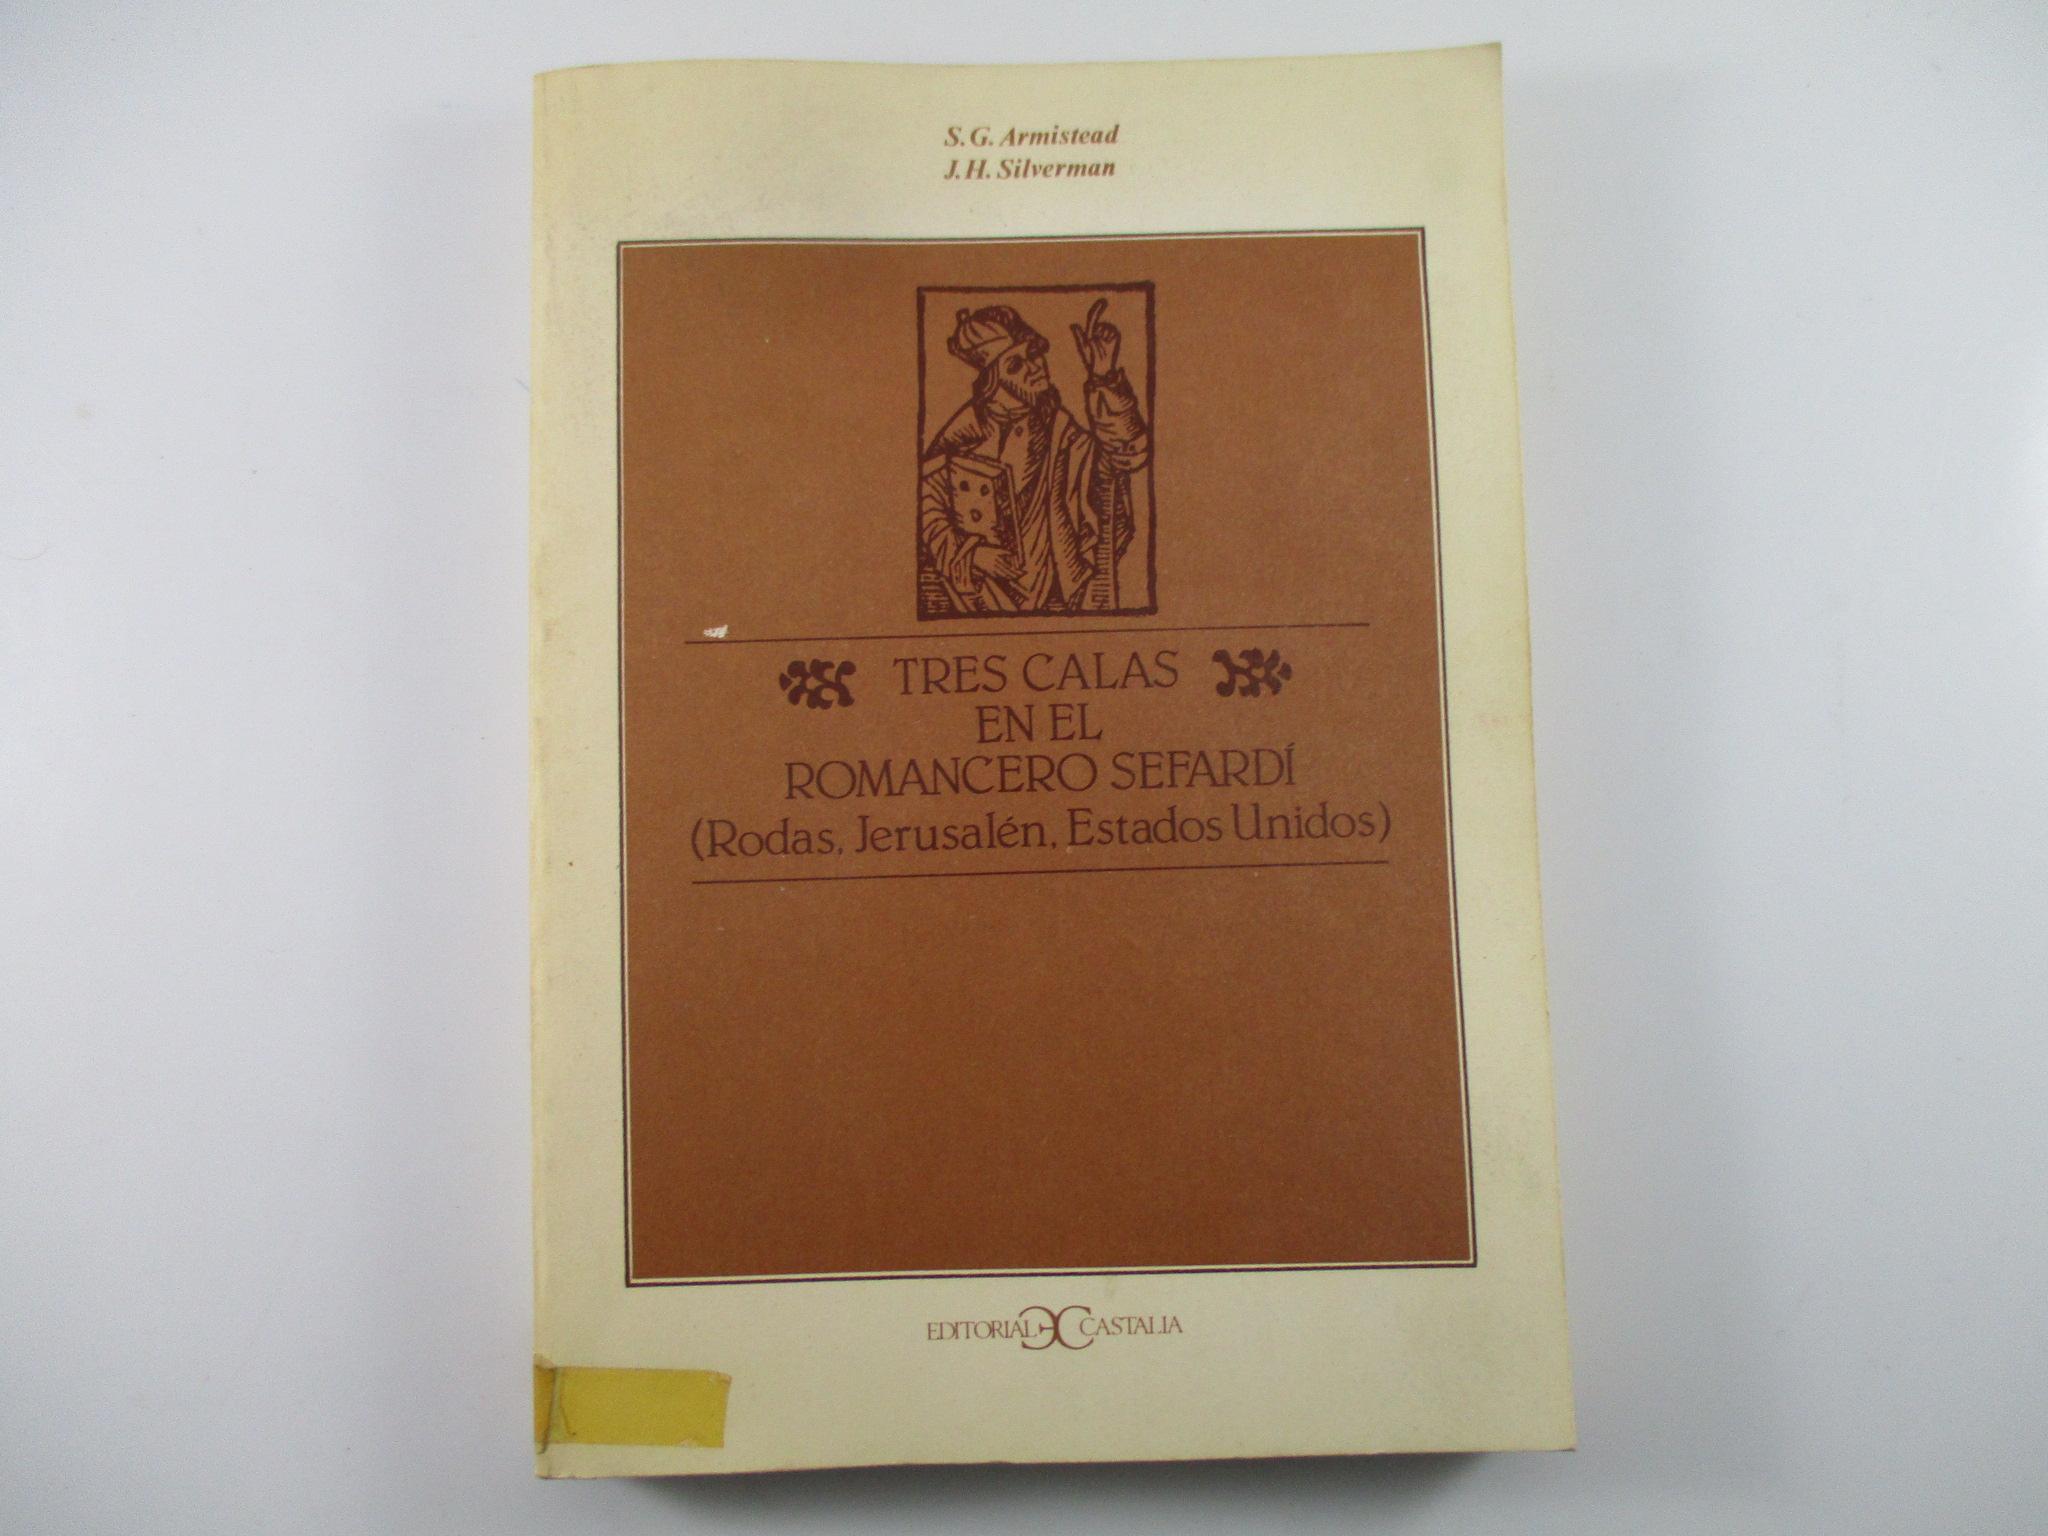 S. G. Armistead
J. H. Silverman
TRES CALAS
EN EL
ROMANCERO SEFARDÍ
(Rodas, Jerusalén, Estados Unidos)
EDITORIAL CASTALIA